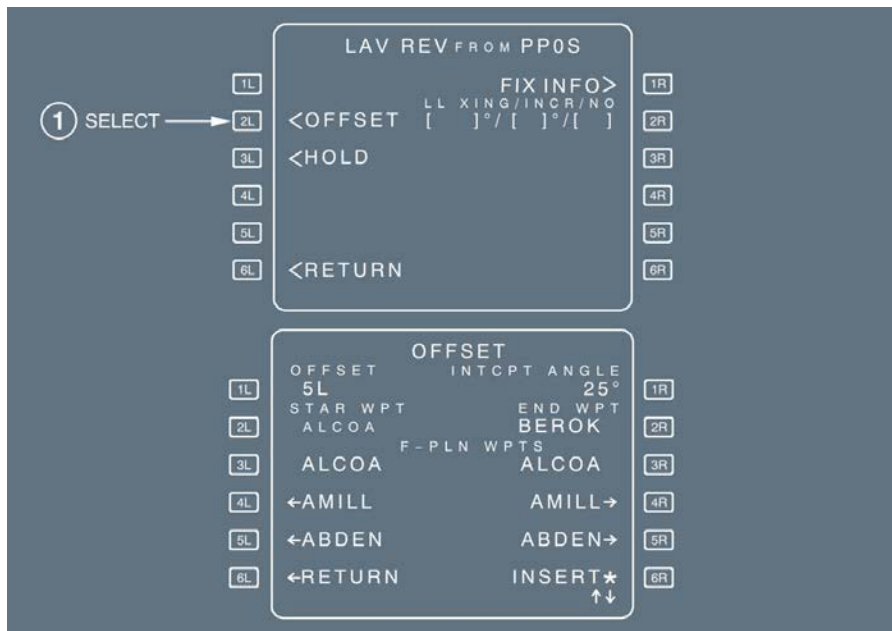 LAV REV FROM PP0S
1L FIX INFO> 1R
LL XING/INCR/NO
1 SELECT 2L <OFFSET [ ]°/[ ]°/[ ] 2R
3L <HOLD 3R
4L 4R
5L 5R
6L <RETURN 6R
OFFSET
OFFSET INTCPT ANGLE
1L 5L 25° 1R
STAR WPT END WPT
2L ALCOA BEROK 2R
F-PLN WPTS
3L ALCOA ALCOA 3R
4L ←AMILL AMILL→ 4R
5L ←ABDEN ABDEN→ 5R
6L ←RETURN INSERT* 6R
↑↓